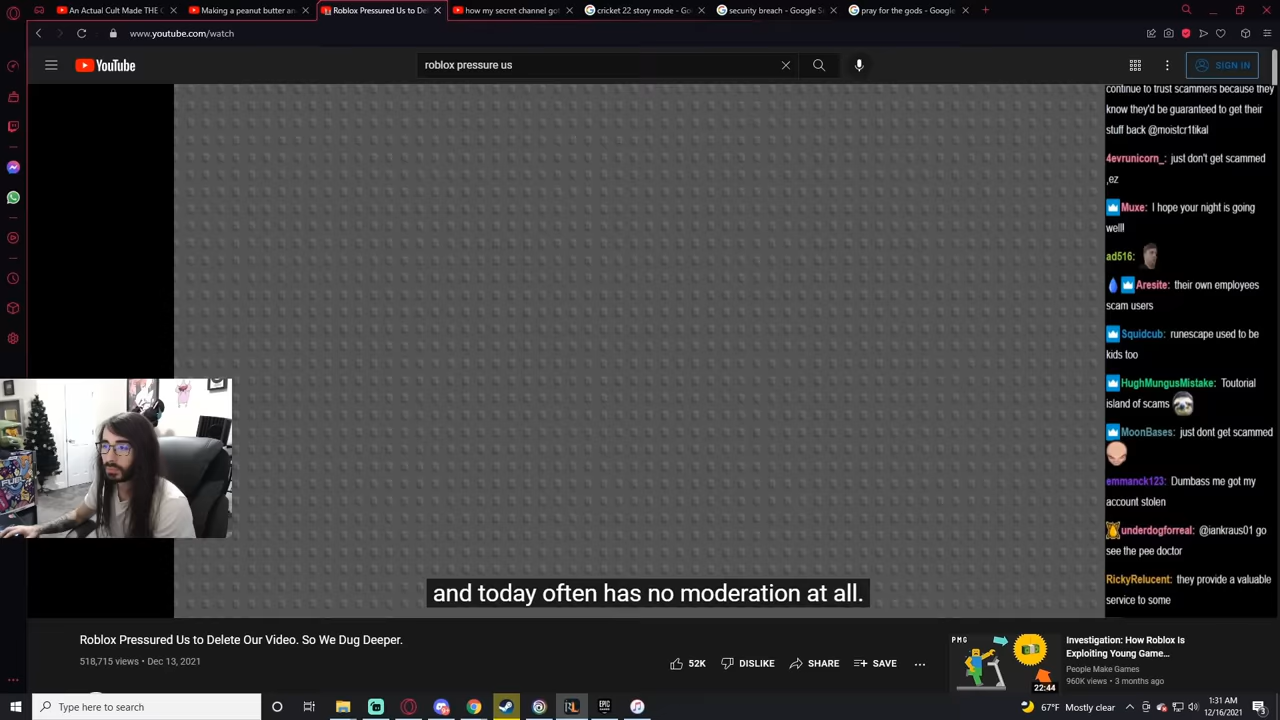 An Actual Cult Made THE
Making a peanut butter an
Roblox Pressured Us to De
how my secret channel got
cricket 22 story mode - Go
security breach - Google S
pray for the gods - Google
www.youtube.com/watch
YouTube
roblox pressure us
SIGN IN
continue to trust scammers because they
know they'd be guaranteed to get their
stuff back @moistcr1tikal
4evrunicorn_: just don't get scammed
,ez
Muxe: I hope your night is going
well!
ad516:
Aresite: their own employees
scam users
Squidcub: runescape used to be
kids too
HughMungusMistake: Toutorial
island of scams
MoonBases: just dont get scammed
emmanck123: Dumbass me got my
account stolen
underdogforreal: @iankraus01 go
see the pee doctor
RickyRelucent: they provide a valuable
service to some
and today often has no moderation at all.
Roblox Pressured Us to Delete Our Video. So We Dug Deeper.
518,715 views • Dec 13, 2021
52K
DISLIKE
SHARE
SAVE
PMG
22:44
Investigation: How Roblox Is
Exploiting Young Game...
People Make Games
960K views • 3 months ago
Type here to search
EPIC
67°F Mostly clear
1:31 AM
12/16/2021